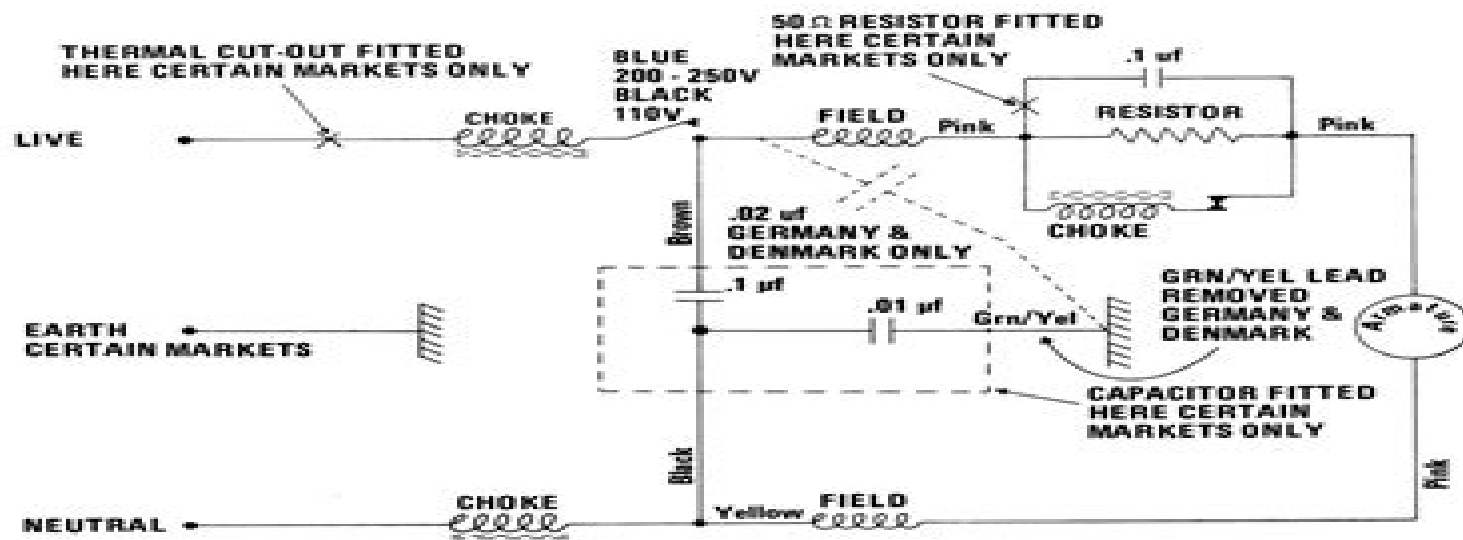 THERMAL CUT-OUT FITTED
HERE CERTAIN MARKETS ONLY
BLUE
200 - 250V
BLACK
110V
50 Ω RESISTOR FITTED
HERE CERTAIN
MARKETS ONLY
.1 uf
LIVE
CHOKE
FIELD
Pink
RESISTOR
Pink
CHOKE
Brown
.02 uf
GERMANY &
DENMARK ONLY
.1 µf
.01 µf
Grn/Yel
GRN/YEL LEAD
REMOVED
GERMANY &
DENMARK
Armature
EARTH
CERTAIN MARKETS
CAPACITOR FITTED
HERE CERTAIN
MARKETS ONLY
Black
Pink
NEUTRAL
CHOKE
Yellow
FIELD